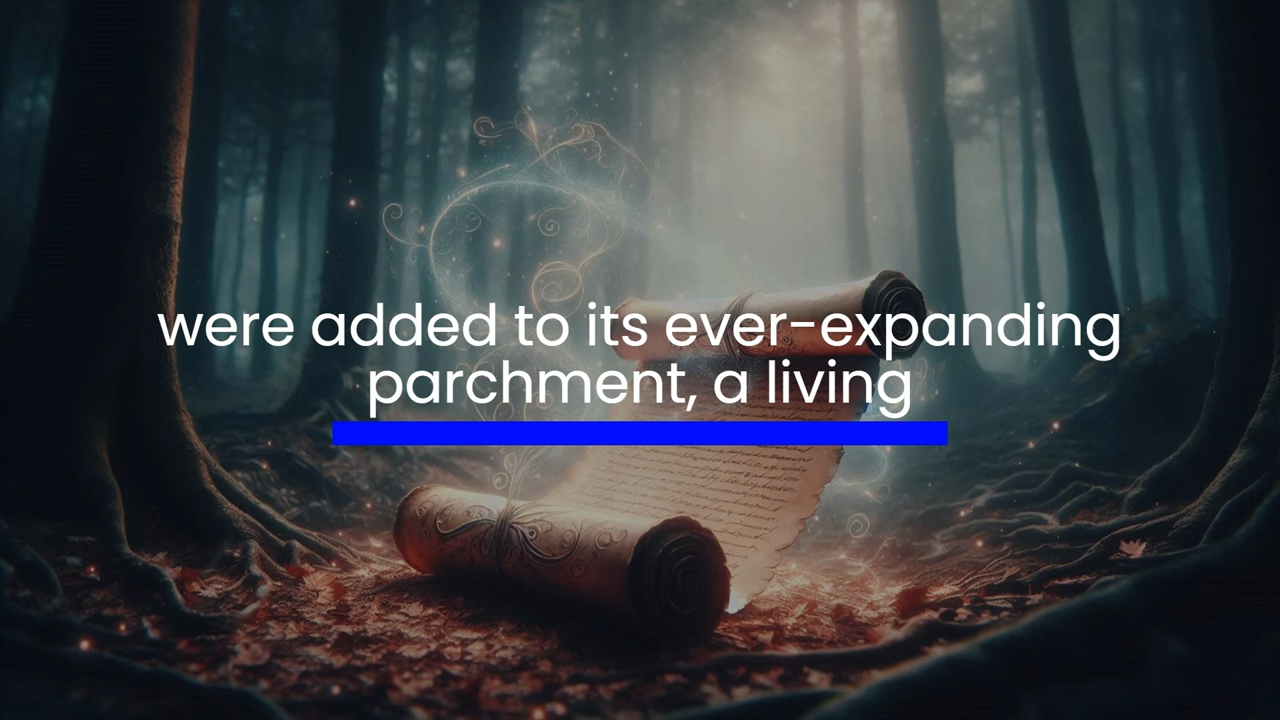 were added to its ever-expanding
parchment, a living